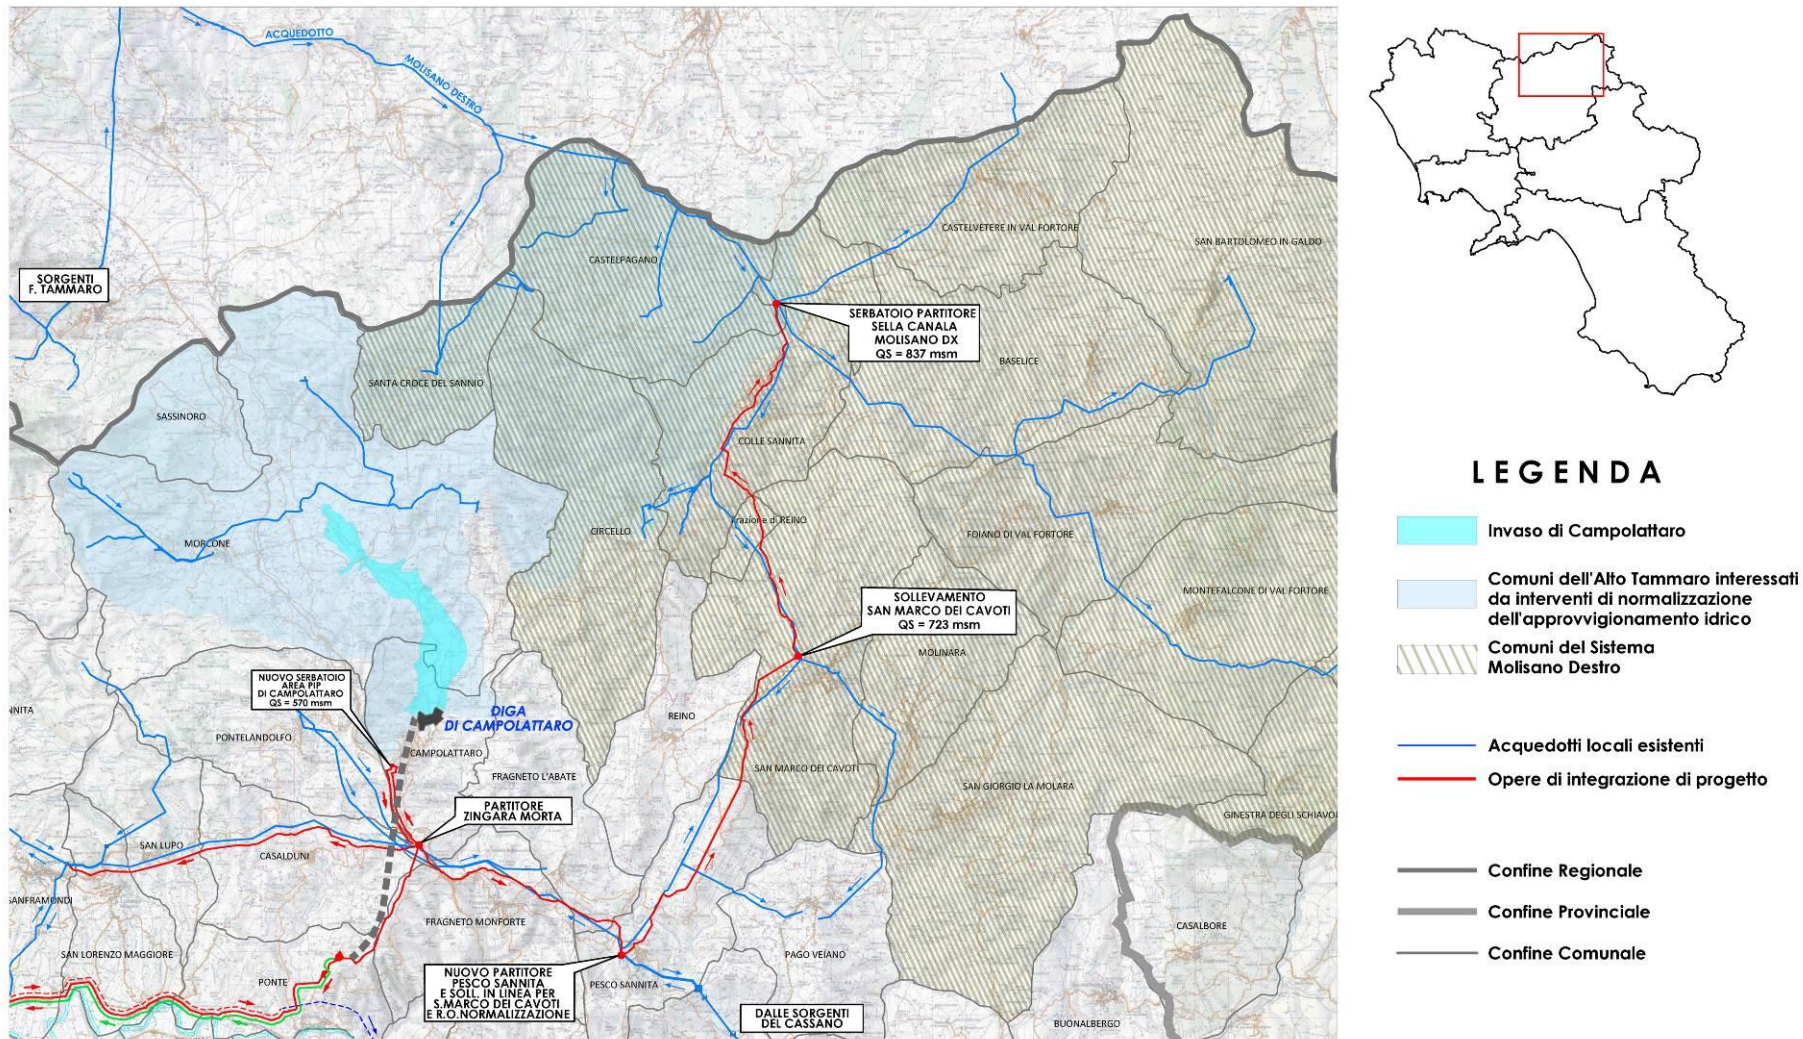 ACQUEDOTTO
MOLISANO DESTRO
SORGENTI
F. TAMMARO
CASTELPAGANO
CASTELVETERE IN VAL FORTORE
SAN BARTOLOMEO IN GALDO
SERBATOIO PARTITORE
SELLA CANALA
MOLISANO DX
QS = 837 msm
BASELICE
SANTA CROCE DEL SANNIO
SASSINORO
COLLE SANNITA
Frazione di REINO
CIRCELLO
FOIANO DI VAL FORTORE
MORCONE
MONTEFALCONE DI VAL FORTORE
SOLLEVAMENTO
SAN MARCO DEI CAVOTI
QS = 723 msm
MOLINARA
NUOVO SERBATOIO
AREA PIP
DI CAMPOLATTARO
QS = 570 msm
NNITA
REINO
DIGA
DI CAMPOLATTARO
PONTELANDOLFO
CAMPOLATTARO
FRAGNETO L'ABATE
SAN MARCO DEI CAVOTI
SAN GIORGIO LA MOLARA
PARTITORE
ZINGARA MORTA
GINESTRA DEGLI SCHIAVO
SAN LUPO
CASALDUNI
ANFRAMONDI
FRAGNETO MONFORTE
CASALBORE
SAN LORENZO MAGGIORE
PAGO VEIANO
PONTE
NUOVO PARTITORE
PESCO SANNITA
E SOLL. IN LINEA PER
S.MARCO DEI CAVOTI
E R.O.NORMALIZZAZIONE
PESCO SANNITA
DALLE SORGENTI
DEL CASSANO
BUONALBERGO
LEGENDA
Invaso di Campolattaro
Comuni dell'Alto Tammaro interessati
da interventi di normalizzazione
dell'approvvigionamento idrico
Comuni del Sistema
Molisano Destro
Acquedotti locali esistenti
Opere di integrazione di progetto
Confine Regionale
Confine Provinciale
Confine Comunale